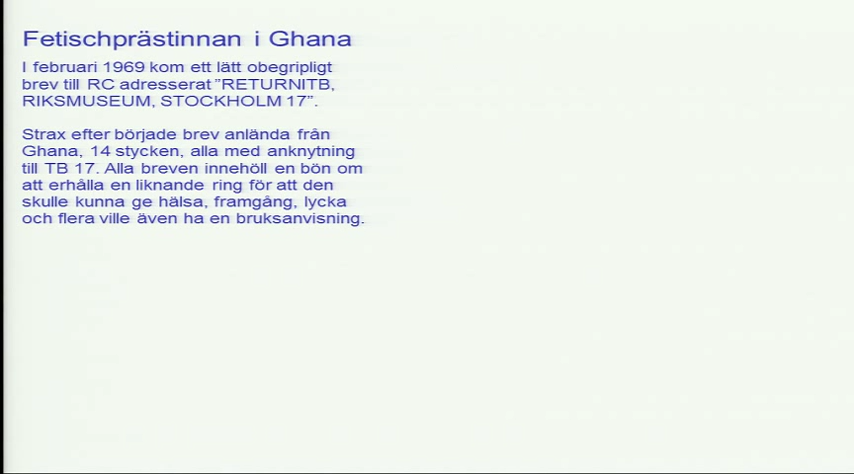 Fetischprästinnan i Ghana
I februari 1969 kom ett lätt obegripligt
brev till RC adresserat ”RETURNITB,
RIKSMUSEUM, STOCKHOLM 17”.
Strax efter började brev anlända från
Ghana, 14 stycken, alla med anknytning
till TB 17. Alla breven innehöll en bön om
att erhålla en liknande ring för att den
skulle kunna ge hälsa, framgång, lycka
och flera ville även ha en bruksanvisning.